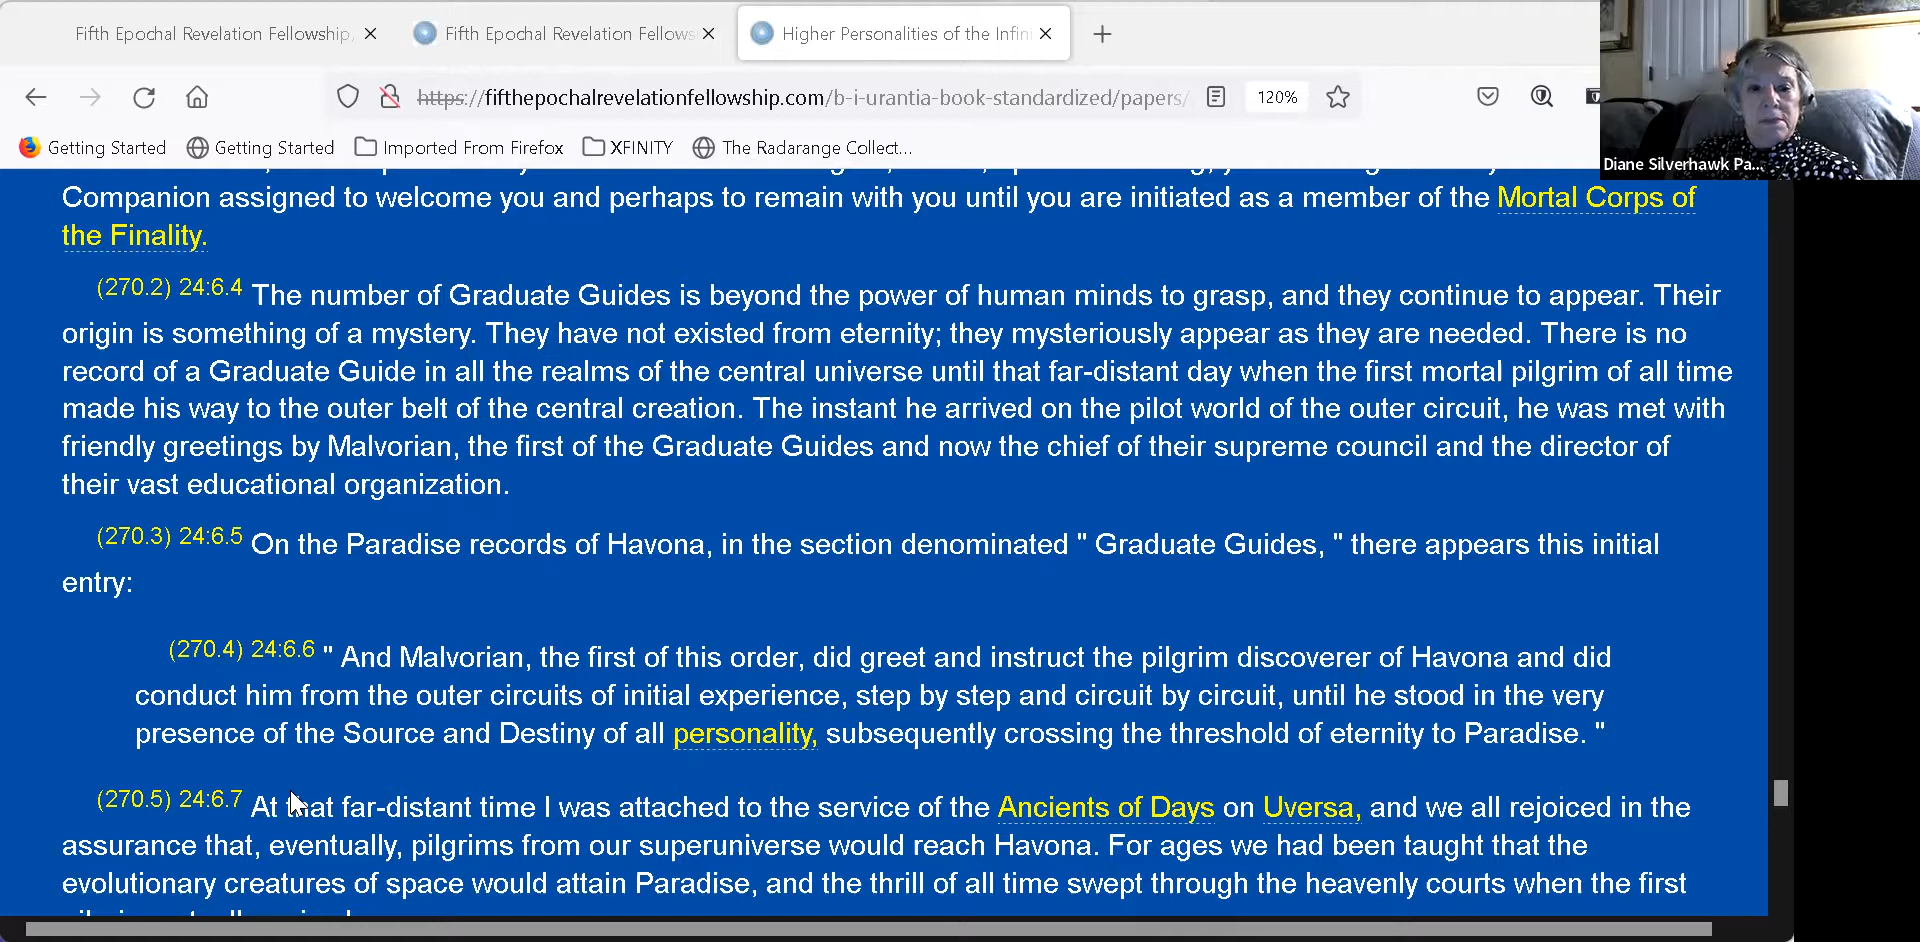 Fifth Epochal Revelation Fellowship,
Fifth Epochal Revelation Fellows
Higher Personalities of the Infin
https://fifthepochalrevelationfellowship.com/b-i-urantia-book-standardized/papers/
120%
Getting Started
Getting Started
Imported From Firefox
XFINITY
The Radarange Collect...
Diane Silverhawk Pa...
Companion assigned to welcome you and perhaps to remain with you until you are initiated as a member of the Mortal Corps of
the Finality.
(270.2) 24:6.4 The number of Graduate Guides is beyond the power of human minds to grasp, and they continue to appear. Their
origin is something of a mystery. They have not existed from eternity; they mysteriously appear as they are needed. There is no
record of a Graduate Guide in all the realms of the central universe until that far-distant day when the first mortal pilgrim of all time
made his way to the outer belt of the central creation. The instant he arrived on the pilot world of the outer circuit, he was met with
friendly greetings by Malvorian, the first of the Graduate Guides and now the chief of their supreme council and the director of
their vast educational organization.
(270.3) 24:6.5 On the Paradise records of Havona, in the section denominated " Graduate Guides, " there appears this initial
entry:
(270.4) 24:6.6 " And Malvorian, the first of this order, did greet and instruct the pilgrim discoverer of Havona and did
conduct him from the outer circuits of initial experience, step by step and circuit by circuit, until he stood in the very
presence of the Source and Destiny of all personality, subsequently crossing the threshold of eternity to Paradise. "
(270.5) 24:6.7 At that far-distant time I was attached to the service of the Ancients of Days on Uversa, and we all rejoiced in the
assurance that, eventually, pilgrims from our superuniverse would reach Havona. For ages we had been taught that the
evolutionary creatures of space would attain Paradise, and the thrill of all time swept through the heavenly courts when the first